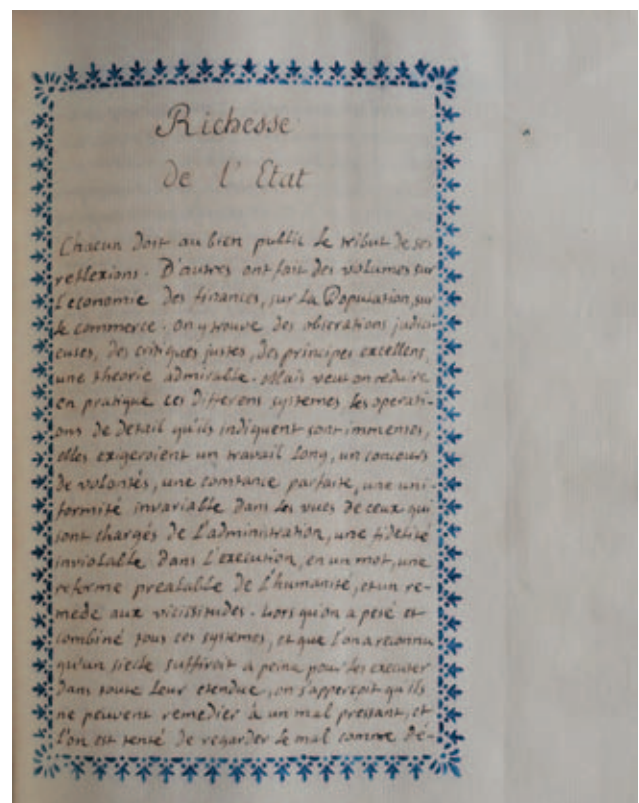 Richesse
de l' Etat
Chacun doit au bien public le tribut de ses
reflexions. D'autres ont fait des volumes sur
l'economie des finances, sur la Population, sur
le commerce. on y trouve des obserations judici-
euses, des critiques justes, des principes excellens,
une theorie admirable. Mais veut on reduire
en pratique ces differens systemes, les operati-
ons de detail qu'ils indiquent sont immenses,
elles exigeroient un travail long, un concours
de volontés, une constance parfaite, une uni-
formité invariable dans les vues de ceux qui
sont chargés de l'administration, une fidelité
inviolable dans l'execution, en un mot, une
reforme prealable de l'humanité, et un re-
mede aux vicissitudes. Lors qu'on a pesé et
combiné tous ces systemes, et que l'on a reconnu
qu'un siecle suffiroit a peine pour les executer
dans toute leur etendue, on s'apperçoit qu'ils
ne peuvent remedier à un mal pressant, et
l'on est tenté de regarder le mal comme dé-